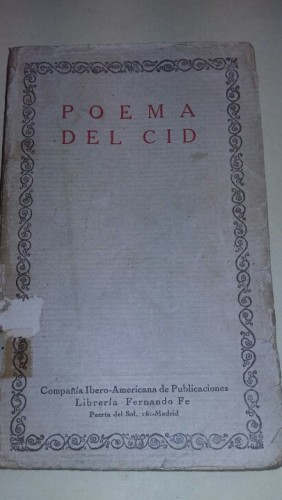 POEMA
DEL CID
Compañía Ibero-Americana de Publicaciones
Librería Fernando Fe
Puerta del Sol, 15.-Madrid